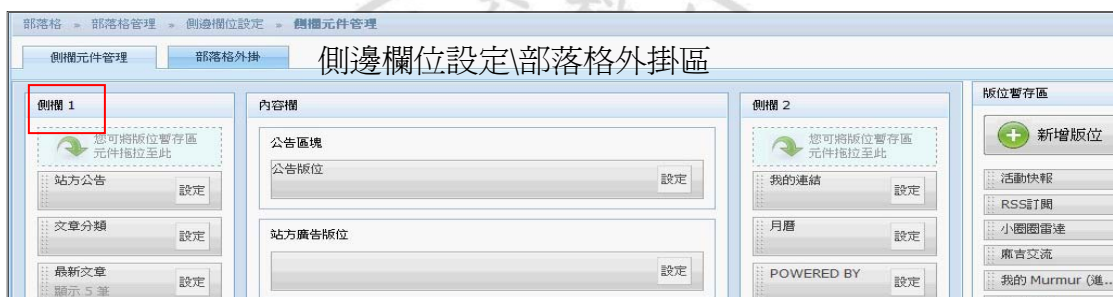 部落格 » 部落格管理 » 側邊欄位設定 » 側欄元件管理
側欄元件管理
部落格外掛
側邊欄位設定\部落格外掛區
側欄 1
您可將版位暫存區
元件拖拉至此
站方公告
設定
文章分類
設定
最新文章
顯示 5 筆
設定
內容欄
公告區塊
公告版位
設定
站方廣告版位
設定
側欄 2
您可將版位暫存區
元件拖拉至此
我的連結
設定
月曆
設定
POWERED BY
設定
版位暫存區
新增版位
活動快報
RSS訂閱
小圈圈雷達
麻吉交流
我的 Murmur (進...